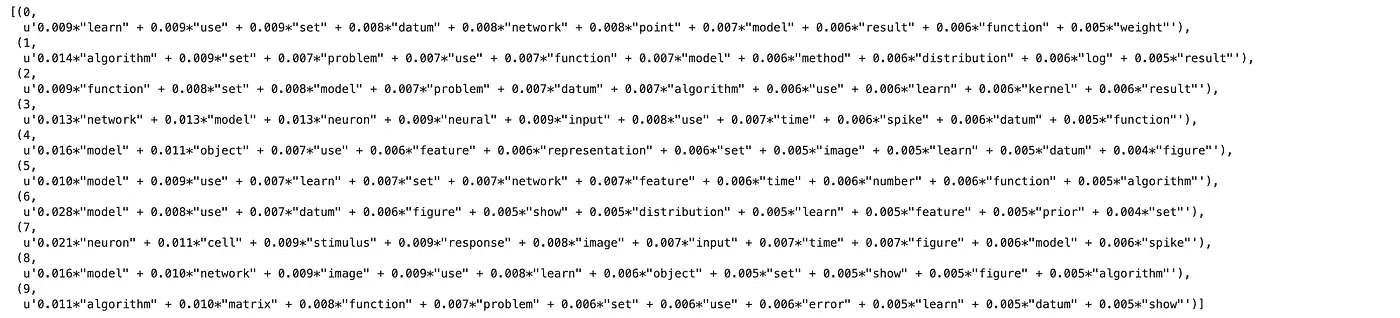 [(0,
u'0.009*"learn" + 0.009*"use" + 0.009*"set" + 0.008*"datum" + 0.008*"network" + 0.008*"point" + 0.007*"model" + 0.006*"result" + 0.006*"function" + 0.005*"weight"'),
(1,
u'0.014*"algorithm" + 0.009*"set" + 0.007*"problem" + 0.007*"use" + 0.007*"function" + 0.007*"model" + 0.006*"method" + 0.006*"distribution" + 0.006*"log" + 0.005*"result"'),
(2,
u'0.009*"function" + 0.008*"set" + 0.008*"model" + 0.007*"problem" + 0.007*"datum" + 0.007*"algorithm" + 0.006*"use" + 0.006*"learn" + 0.006*"kernel" + 0.006*"result"'),
(3,
u'0.013*"network" + 0.013*"model" + 0.013*"neuron" + 0.009*"neural" + 0.009*"input" + 0.008*"use" + 0.007*"time" + 0.006*"spike" + 0.006*"datum" + 0.005*"function"'),
(4,
u'0.016*"model" + 0.011*"object" + 0.007*"use" + 0.006*"feature" + 0.006*"representation" + 0.006*"set" + 0.005*"image" + 0.005*"learn" + 0.005*"datum" + 0.004*"figure"'),
(5,
u'0.010*"model" + 0.009*"use" + 0.007*"learn" + 0.007*"set" + 0.007*"network" + 0.007*"feature" + 0.006*"time" + 0.006*"number" + 0.006*"function" + 0.005*"algorithm"'),
(6,
u'0.028*"model" + 0.008*"use" + 0.007*"datum" + 0.006*"figure" + 0.005*"show" + 0.005*"distribution" + 0.005*"learn" + 0.005*"feature" + 0.005*"prior" + 0.004*"set"'),
(7,
u'0.021*"neuron" + 0.011*"cell" + 0.009*"stimulus" + 0.009*"response" + 0.008*"image" + 0.007*"input" + 0.007*"time" + 0.007*"figure" + 0.006*"model" + 0.006*"spike"'),
(8,
u'0.016*"model" + 0.010*"network" + 0.009*"image" + 0.009*"use" + 0.008*"learn" + 0.006*"object" + 0.005*"set" + 0.005*"show" + 0.005*"figure" + 0.005*"algorithm"'),
(9,
u'0.011*"algorithm" + 0.010*"matrix" + 0.008*"function" + 0.007*"problem" + 0.006*"set" + 0.006*"use" + 0.006*"error" + 0.005*"learn" + 0.005*"datum" + 0.005*"show"')]